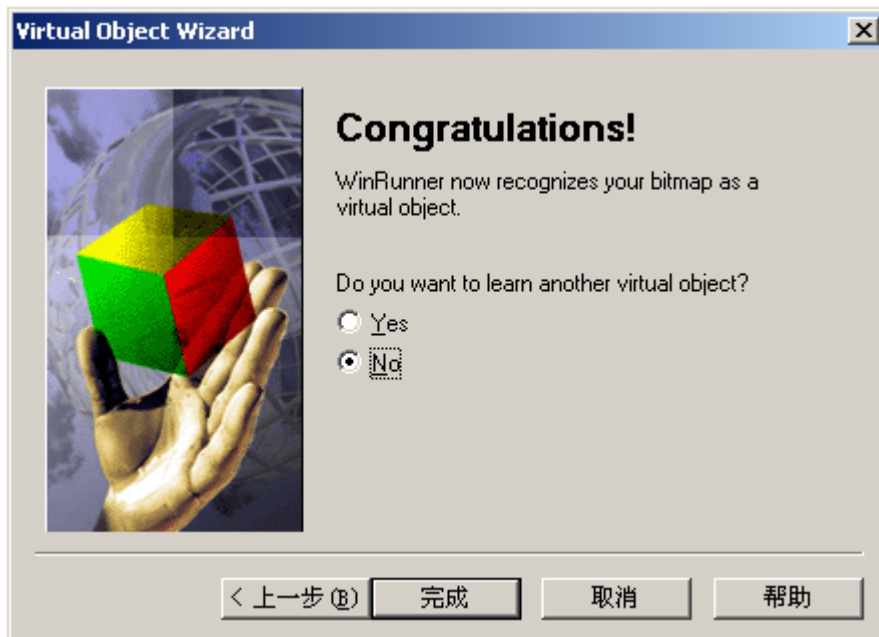 Virtual Object Wizard
Congratulations!
WinRunner now recognizes your bitmap as a
virtual object.
Do you want to learn another virtual object?
Yes
No
< 上一步(B)
完成
取消
帮助